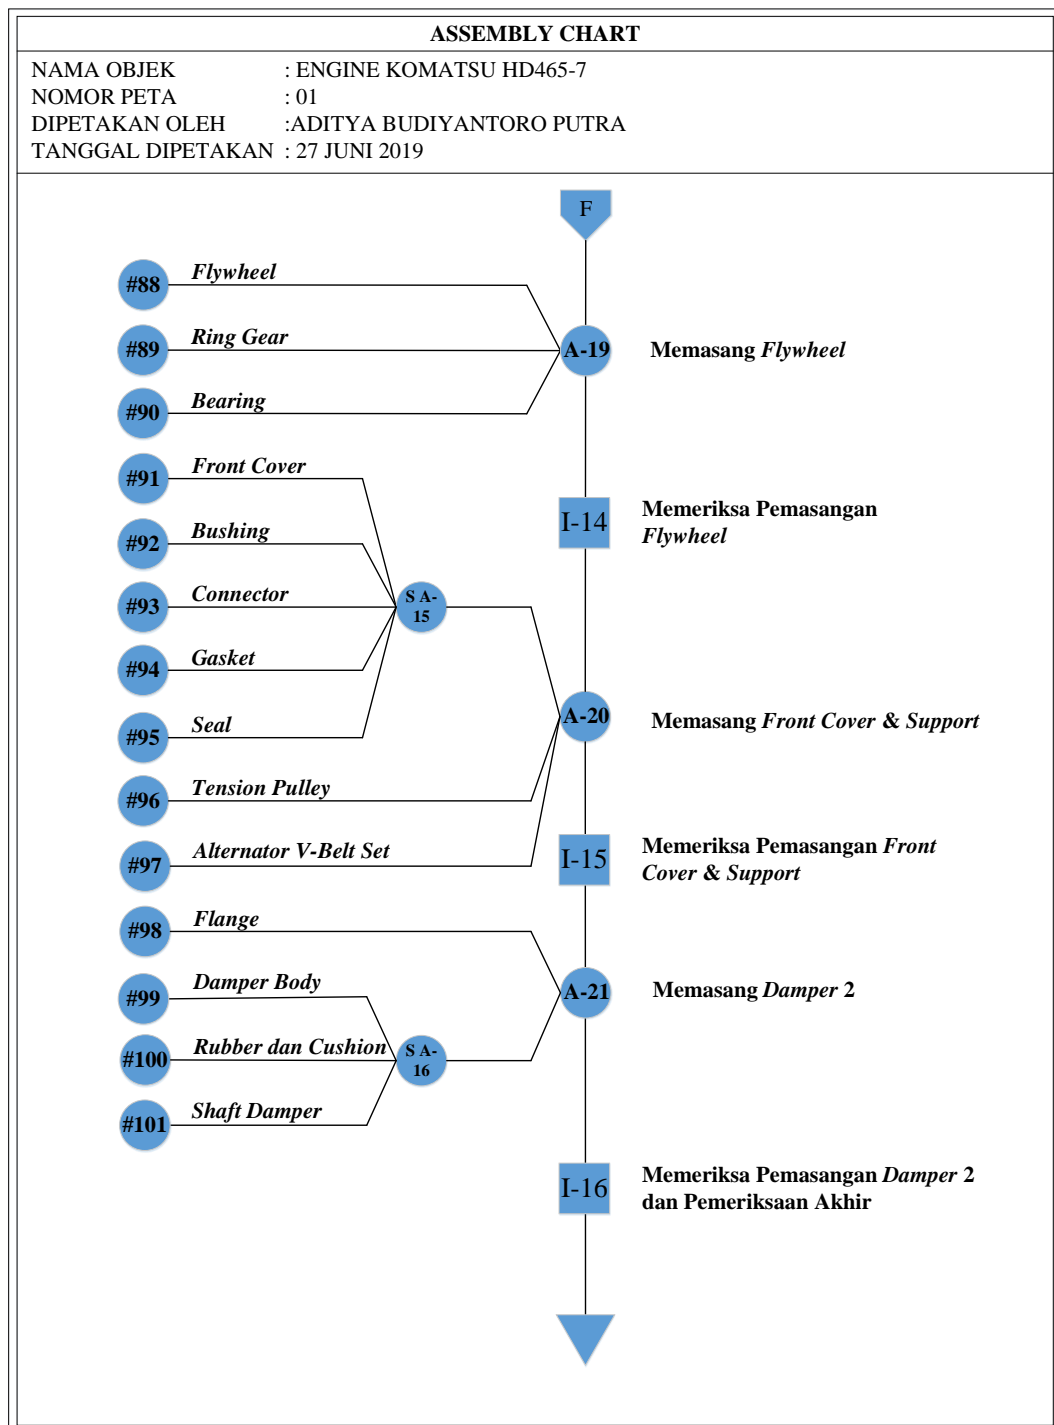 ASSEMBLY CHART
NAMA OBJEK : ENGINE KOMATSU HD465-7
NOMOR PETA : 01
DIPETAKAN OLEH :ADITYA BUDIYANTORO PUTRA
TANGGAL DIPETAKAN : 27 JUNI 2019
F
#88 Flywheel
#89 Ring Gear
A-19 Memasang Flywheel
#90 Bearing
#91 Front Cover
I-14 Memeriksa Pemasangan
Flywheel
#92 Bushing
#93 Connector
S A-
15
#94 Gasket
#95 Seal
A-20 Memasang Front Cover & Support
#96 Tension Pulley
#97 Alternator V-Belt Set
I-15 Memeriksa Pemasangan Front
Cover & Support
#98 Flange
#99 Damper Body
A-21 Memasang Damper 2
#100 Rubber dan Cushion
S A-
16
#101 Shaft Damper
I-16 Memeriksa Pemasangan Damper 2
dan Pemeriksaan Akhir